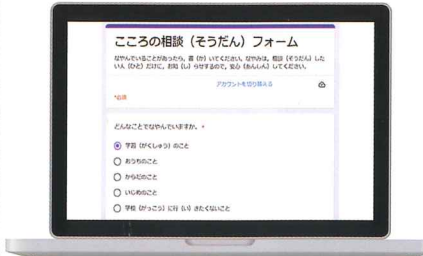 こころの相談（そうだん）フォーム
なやんでいることがあったら、書（か）いてください。なやみは、相談（そうだん）した
い人（ひと）だけに、お知（し）らせするので、安心（あんしん）してください。
アカウントを切り替える
*必須
どんなことでなやんでいますか。*
学習（がくしゅう）のこと
おうちのこと
からだのこと
いじめのこと
学校（がっこう）に行（い）きたくないこと